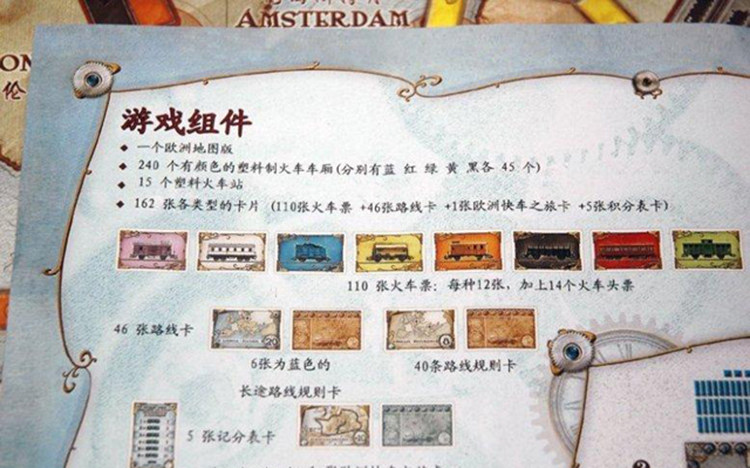 AMSTERDAM
伦
游戏组件
◆ 一个欧洲地图版
◆ 240 个有颜色的塑料制火车车厢(分别有蓝 红 绿 黄 黑各 45 个)
◆ 15 个塑料火车站
◆ 162 张各类型的卡片 (110张火车票 +46张路线卡 +1张欧洲快车之旅卡 +5张积分表卡)
110 张火车票: 每种12张, 加上14个火车头票
46 张路线卡
20
8
6张为蓝色的
40条路线规则卡
长途路线规则卡
5 张记分表卡